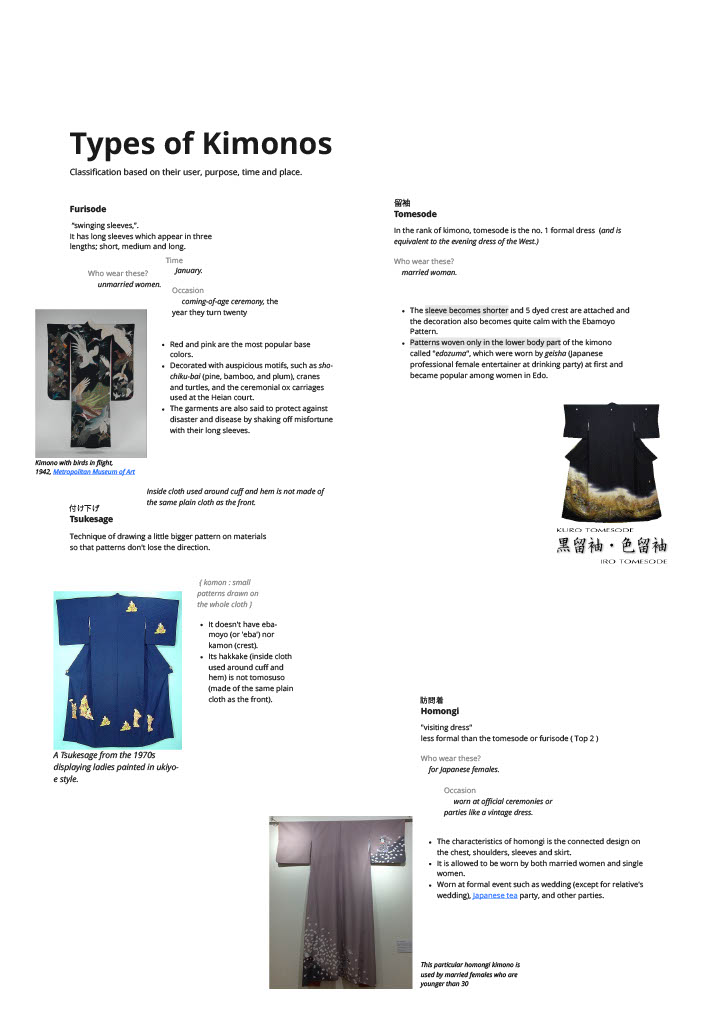 Types of Kimonos
Classification based on their user, purpose, time and place.
Furisode
"swinging sleeves,".
It has long sleeves which appear in three
lengths; short, medium and long.
Time
January.
Who wear these?
unmarried women.
Occasion
coming-of-age ceremony, the
year they turn twenty
• Red and pink are the most popular base
colors.
• Decorated with auspicious motifs, such as sho-
chiku-bai (pine, bamboo, and plum), cranes
and turtles, and the ceremonial ox carriages
used at the Heian court.
• The garments are also said to protect against
disaster and disease by shaking off misfortune
with their long sleeves.
Kimono with birds in flight,
1942, Metropolitan Museum of Art
留袖
Tomesode
In the rank of kimono, tomesode is the no. 1 formal dress (and is
equivalent to the evening dress of the West.)
Who wear these?
married woman.
• The sleeve becomes shorter and 5 dyed crest are attached and
the decoration also becomes quite calm with the Ebamoyo
Pattern.
• Patterns woven only in the lower body part of the kimono
called "edozuma", which were worn by geisha (Japanese
professional female entertainer at drinking party) at first and
became popular among women in Edo.
KURO TOMESODE
黒留袖・色留袖
IRO TOMESODE
Inside cloth used around cuff and hem is not made of
the same plain cloth as the front.
付け下げ
Tsukesage
Technique of drawing a little bigger pattern on materials
so that patterns don't lose the direction.
( komon : small
patterns drawn on
the whole cloth )
• It doesn't have eba-
moyo (or 'eba') nor
kamon (crest).
• Its hakkake (inside cloth
used around cuff and
hem) is not tomosuso
(made of the same plain
cloth as the front).
A Tsukesage from the 1970s
displaying ladies painted in ukiyo-
e style.
訪問着
Homongi
"visiting dress"
less formal than the tomesode or furisode ( Top 2 )
Who wear these?
for Japanese females.
Occasion
worn at official ceremonies or
parties like a vintage dress.
• The characteristics of homongi is the connected design on
the chest, shoulders, sleeves and skirt.
• It is allowed to be worn by both married women and single
women.
• Worn at formal event such as wedding (except for relative's
wedding), Japanese tea party, and other parties.
This particular homongi kimono is
used by married females who are
younger than 30